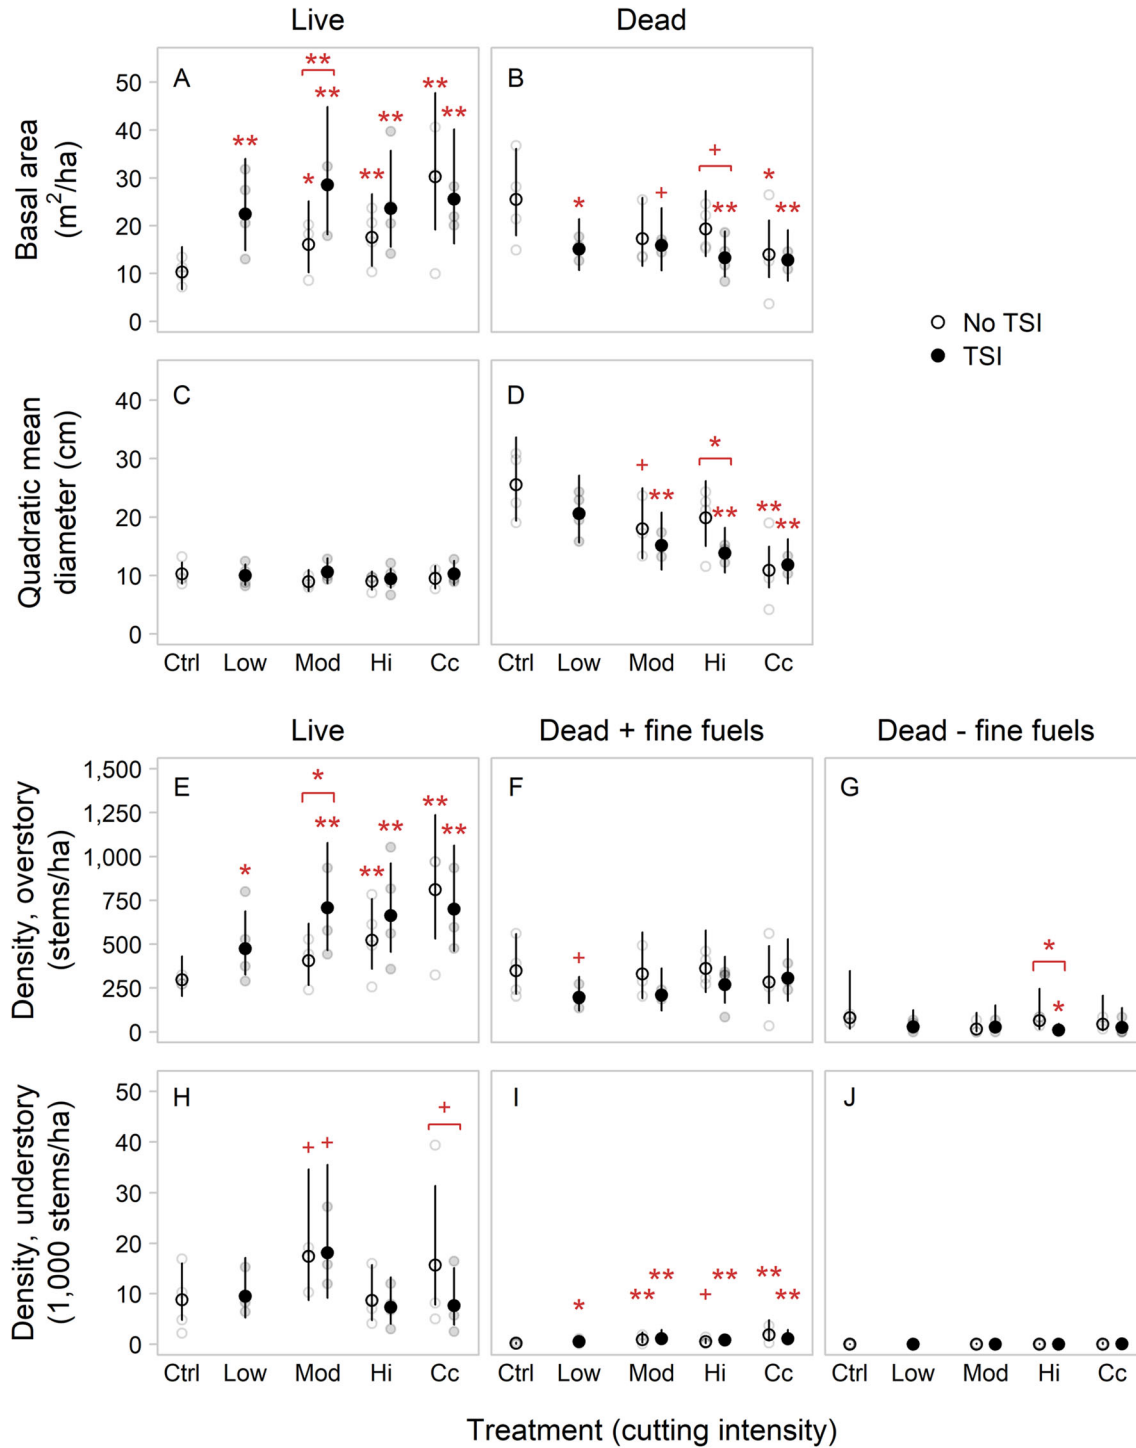 Live
Dead
Basal area
(m²/ha)
50
40
30
20
10
0
A
**
**
**
*
**
**
**
**
B
*
+
+
**
*
**
No TSI
TSI
Quadratic mean
diameter (cm)
40
30
20
10
0
C
D
+
**
*
**
**
**
Ctrl Low Mod Hi Cc
Ctrl Low Mod Hi Cc
Live
Dead + fine fuels
Dead - fine fuels
Density, overstory
(stems/ha)
1,500
1,250
1,000
750
500
250
0
E
*
*
**
**
**
**
**
F
+
G
*
*
Density, understory
(1,000 stems/ha)
50
40
30
20
10
0
H
+
+
+
I
*
**
**
+
**
**
**
J
Ctrl Low Mod Hi Cc
Ctrl Low Mod Hi Cc
Ctrl Low Mod Hi Cc
Treatment (cutting intensity)